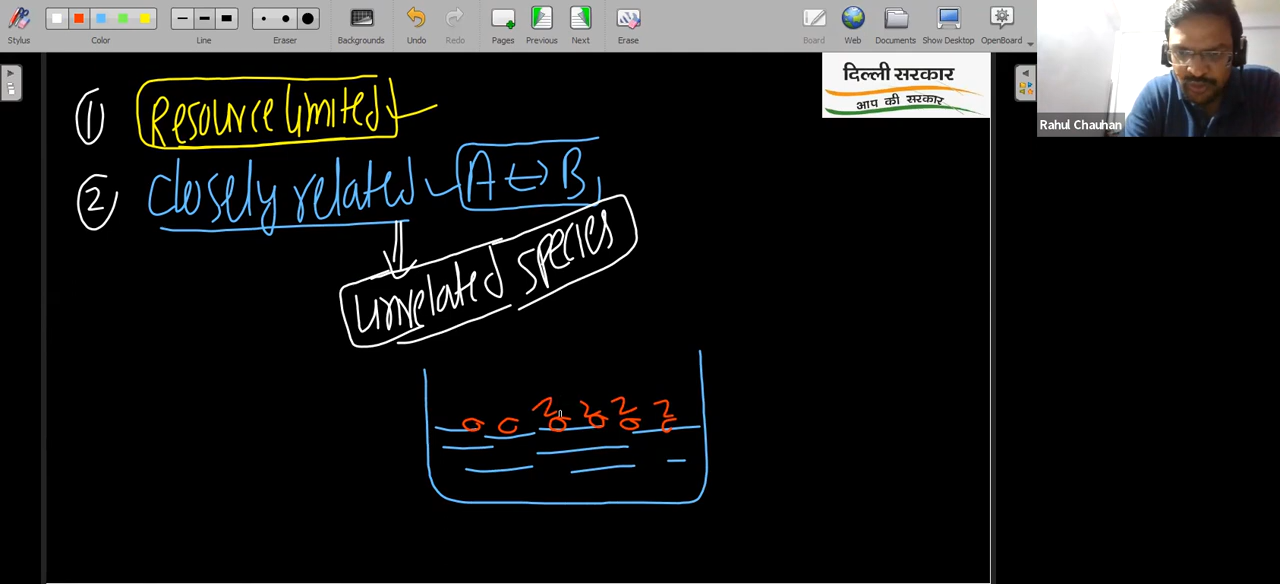 Stylus
Color
Line
Eraser
Backgrounds
Undo
Redo
Pages
Previous
Next
Erase
Board
Web
Documents
Show Desktop
OpenBoard
Rahul Chauhan
दिल्ली सरकार
आप की सरकार
① Resource limited
② Closely related A ↔ B,
⇓
unrelated species